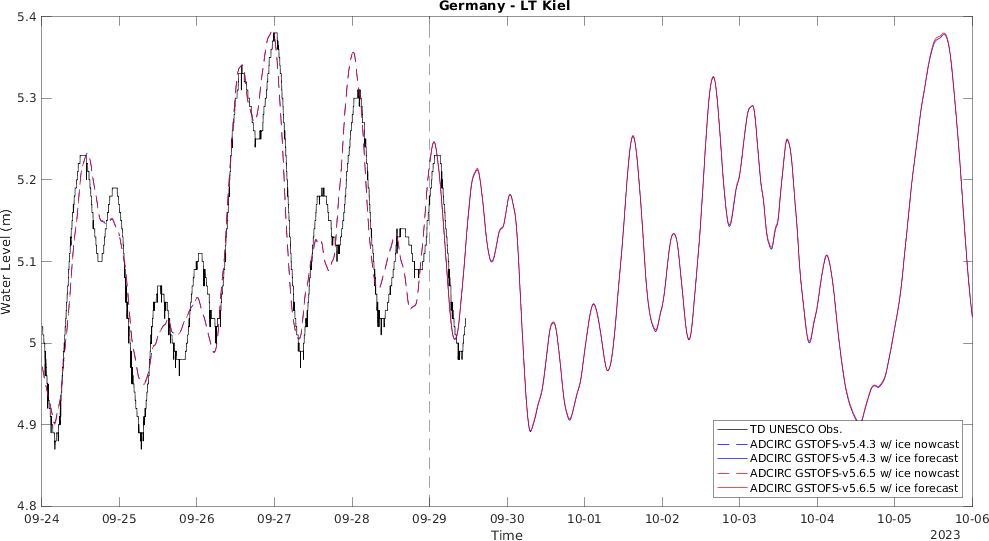 Germany - LT Kiel
5.4
5.3
5.2
5.1
5
4.9
4.8
Water Level (m)
09-24 09-25 09-26 09-27 09-28 09-29 09-30 10-01 10-02 10-03 10-04 10-05 10-06
Time
2023
TD UNESCO Obs.
ADCIRC GSTOFS-v5.4.3 w/ ice nowcast
ADCIRC GSTOFS-v5.4.3 w/ ice forecast
ADCIRC GSTOFS-v5.6.5 w/ ice nowcast
ADCIRC GSTOFS-v5.6.5 w/ ice forecast